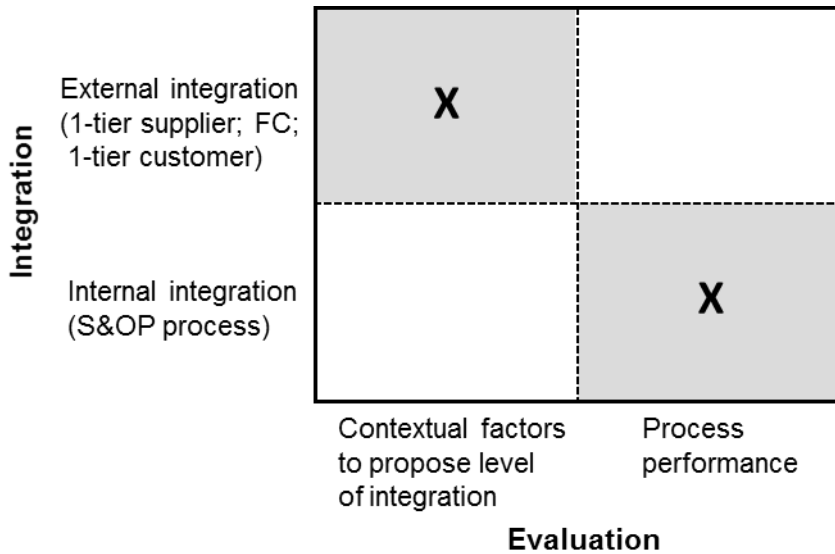 Integration
External integration
(1-tier supplier; FC;
1-tier customer)
X
Internal integration
(S&OP process)
X
Contextual factors
to propose level
of integration
Process
performance
Evaluation